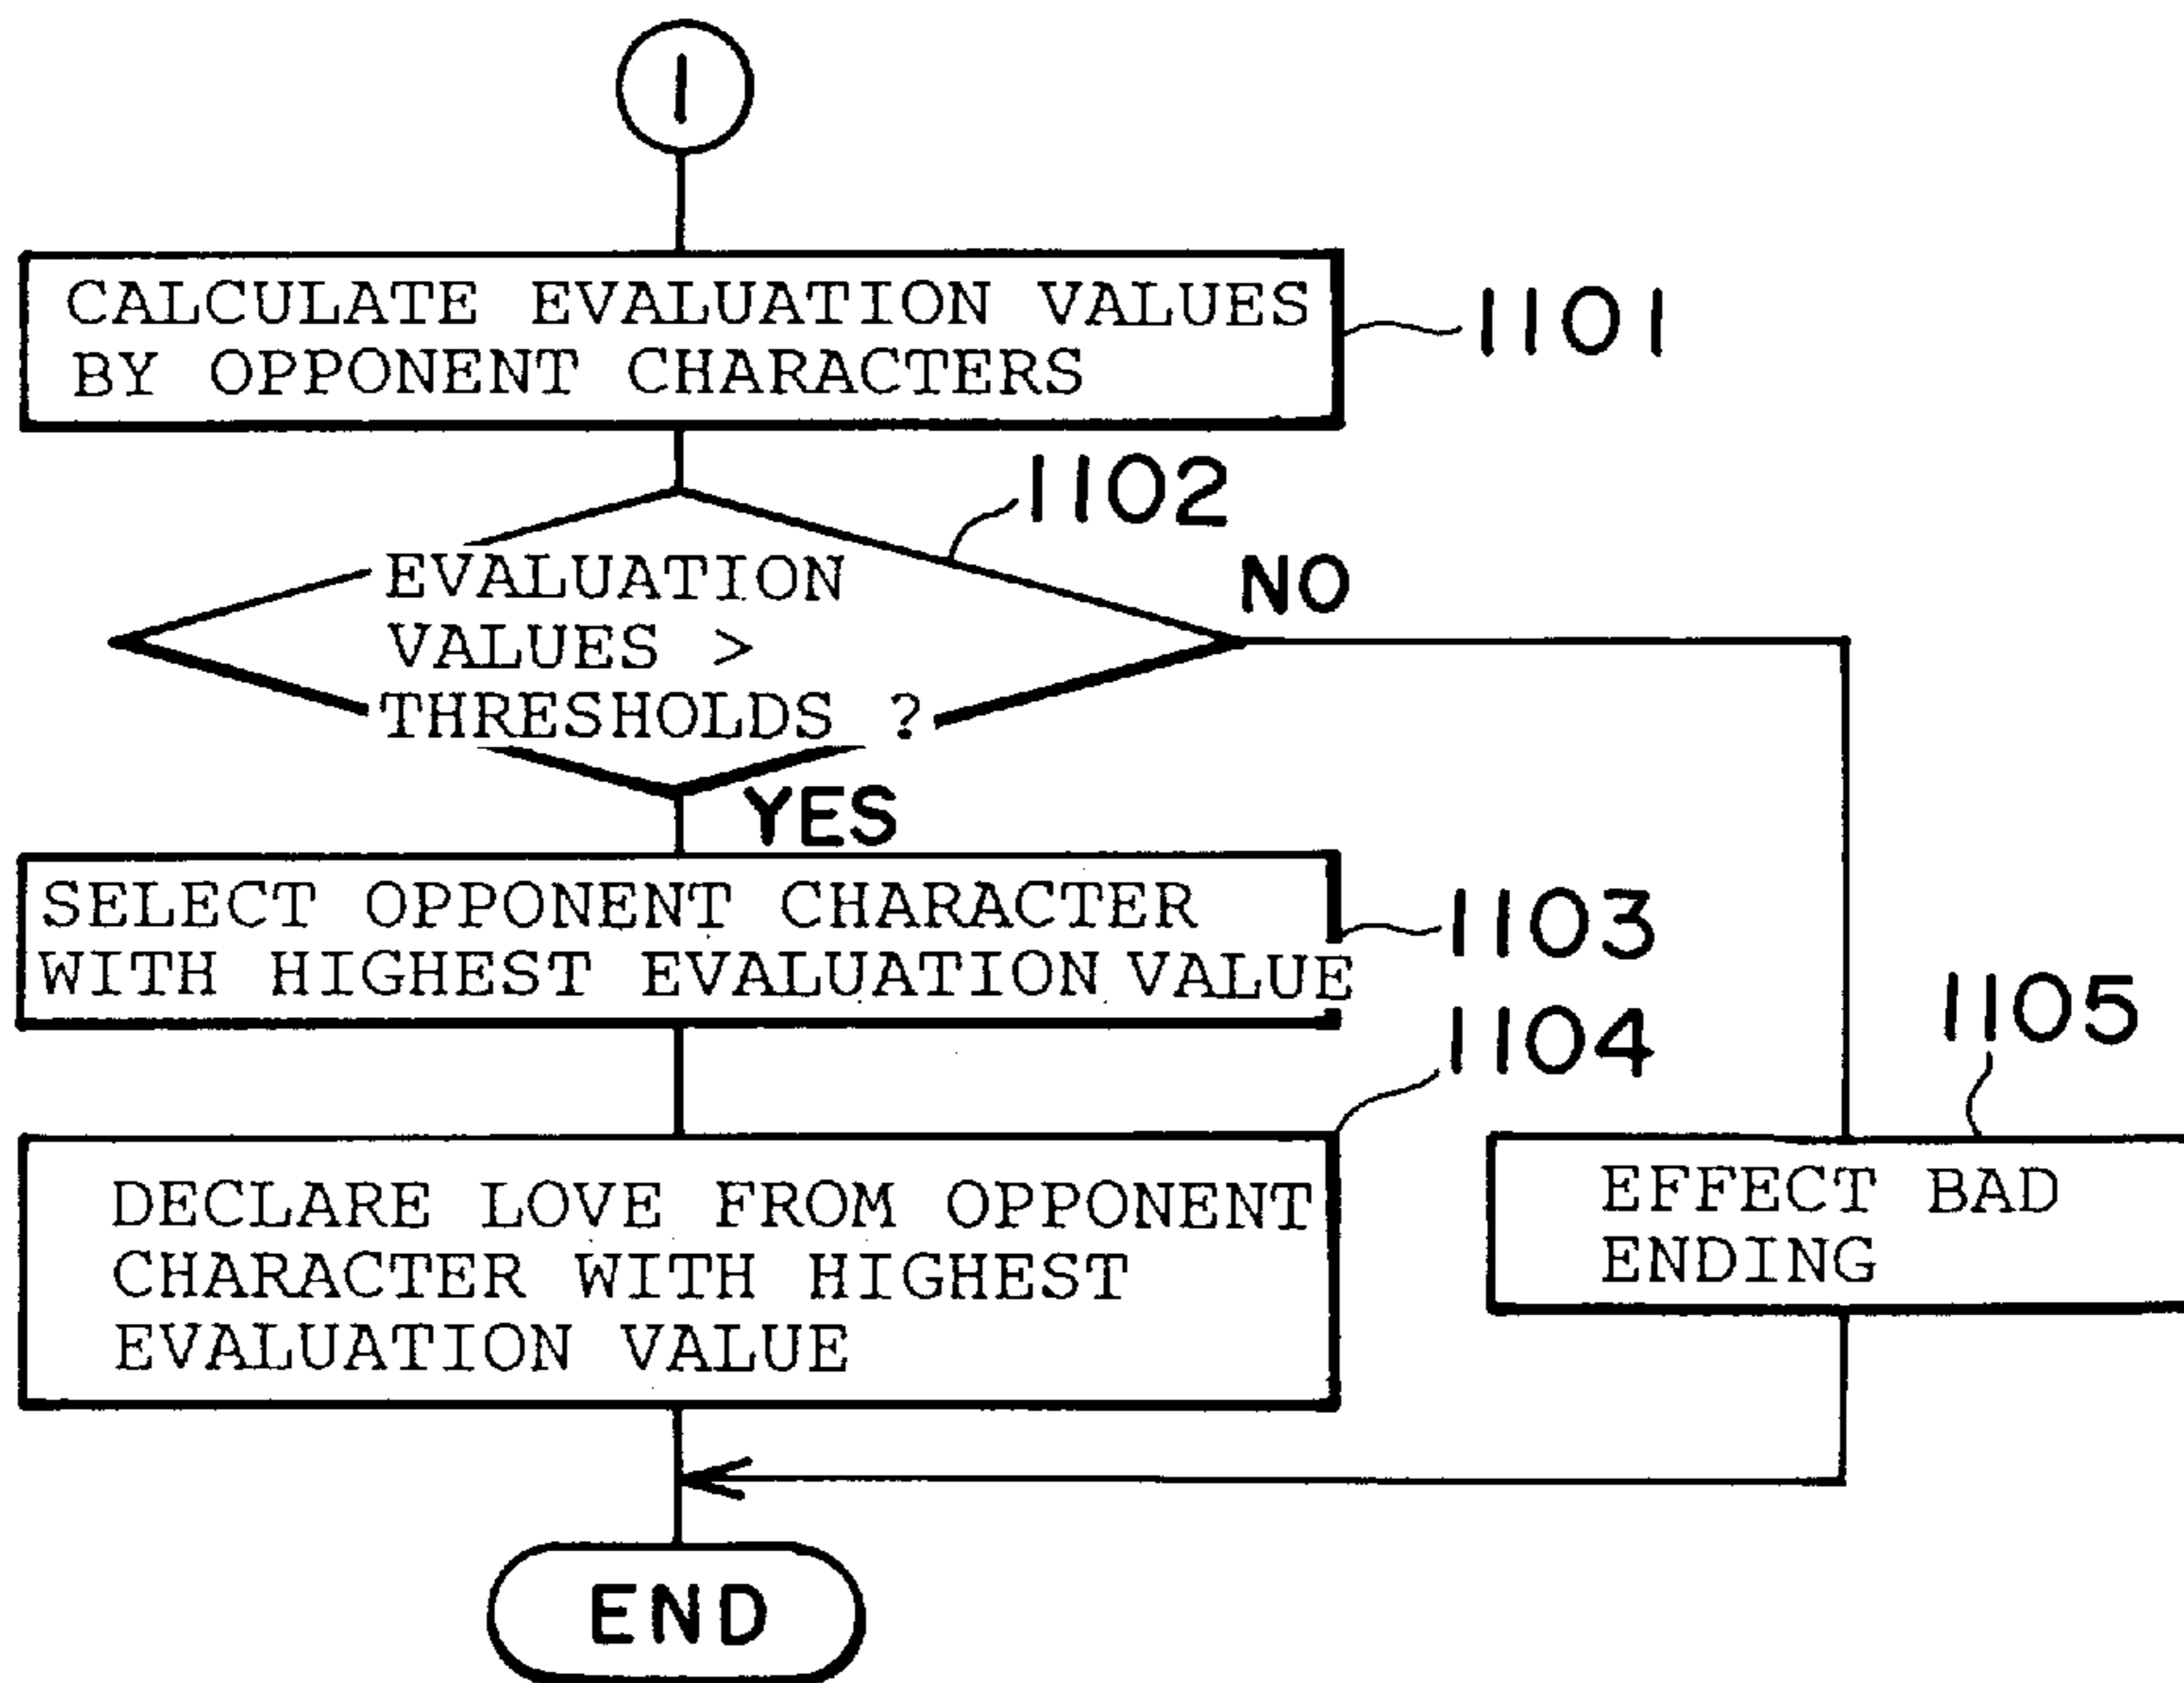 1
CALCULATE EVALUATION VALUES
BY OPPONENT CHARACTERS
1101
1102
EVALUATION
VALUES >
THRESHOLDS ?
NO
YES
SELECT OPPONENT CHARACTER
WITH HIGHEST EVALUATION VALUE
1103
1104
DECLARE LOVE FROM OPPONENT
CHARACTER WITH HIGHEST
EVALUATION VALUE
1105
EFFECT BAD
ENDING
END